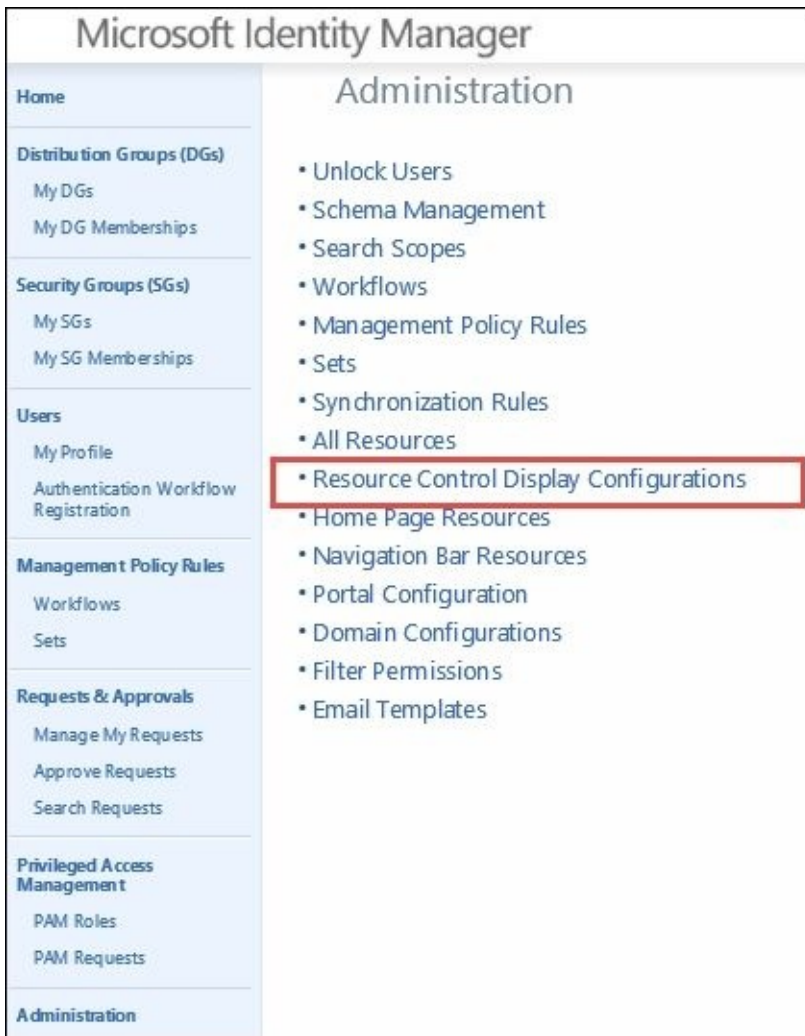 Microsoft Identity Manager
Home
Distribution Groups (DGs)
My DGs
My DG Memberships
Security Groups (SGs)
My SGs
My SG Memberships
Users
My Profile
Authentication Workflow
Registration
Management Policy Rules
Workflows
Sets
Requests & Approvals
Manage My Requests
Approve Requests
Search Requests
Privileged Access
Management
PAM Roles
PAM Requests
Administration
Administration
• Unlock Users
• Schema Management
• Search Scopes
• Workflows
• Management Policy Rules
• Sets
• Synchronization Rules
• All Resources
• Resource Control Display Configurations
• Home Page Resources
• Navigation Bar Resources
• Portal Configuration
• Domain Configurations
• Filter Permissions
• Email Templates